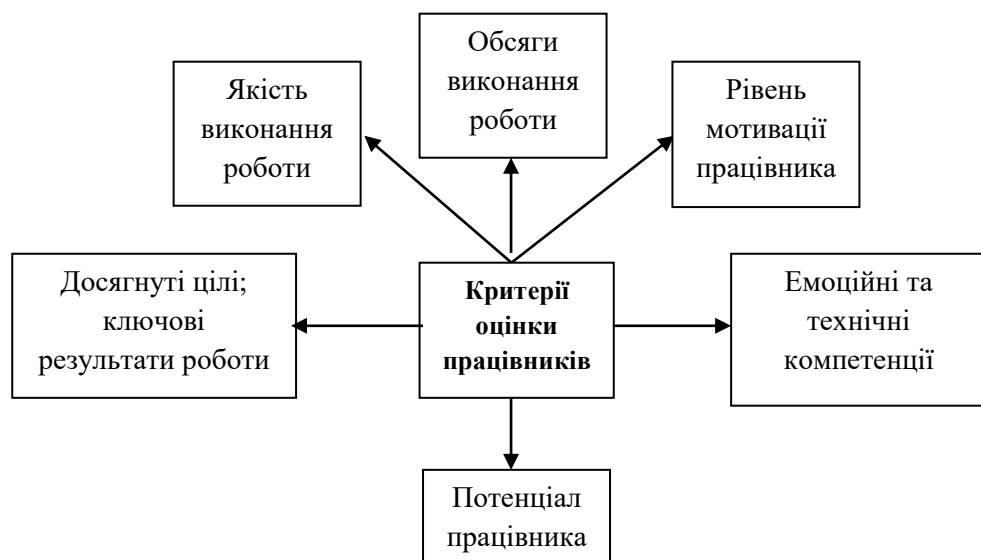 Обсяги
виконання
роботи
Якість
виконання
роботи
Рівень
мотивації
працівника
Досягнуті цілі;
ключові
результати роботи
Критерії
оцінки
працівників
Емоційні та
технічні
компетенції
Потенціал
працівника